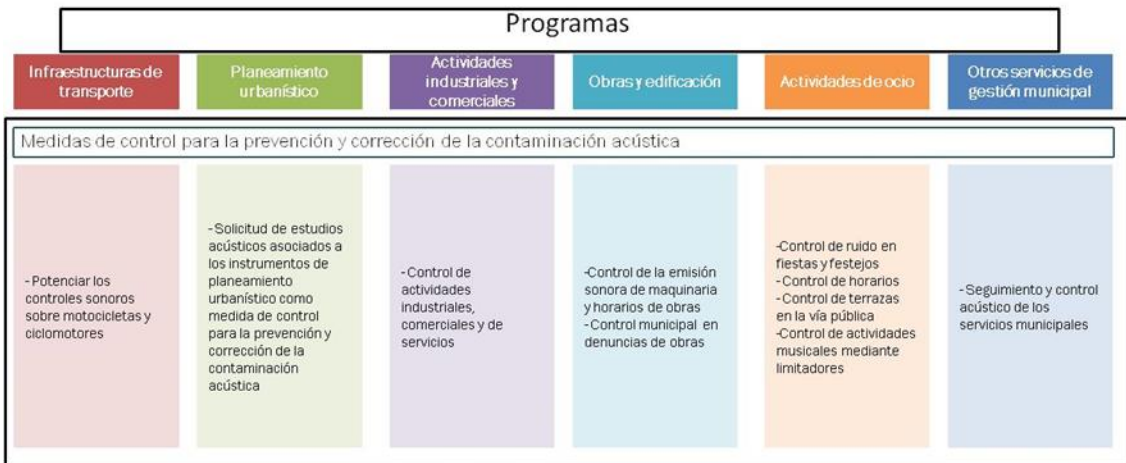 Programas
Infraestructuras de
transporte
Planeamiento
urbanístico
Actividades
industriales y
comerciales
Obras y edificación
Actividades de ocio
Otros servicios de
gestión municipal
Medidas de control para la prevención y corrección de la contaminación acústica
- Potenciar los
controles sonoros
sobre motocicletas y
ciclomotores
- Solicitud de estudios
acústicos asociados a
los instrumentos de
planeamiento
urbanístico como
medida de control
para la prevención y
corrección de la
contaminación
acústica
- Control de
actividades
industriales,
comerciales y de
servicios
- Control de la emisión
sonora de maquinaria
y horarios de obras
- Control municipal en
denuncias de obras
-Control de ruido en
fiestas y festejos
- Control de horarios
- Control de terrazas
en la vía pública
-Control de actividades
musicales mediante
limitadores
- Seguimiento y control
acústico de los
servicios municipales